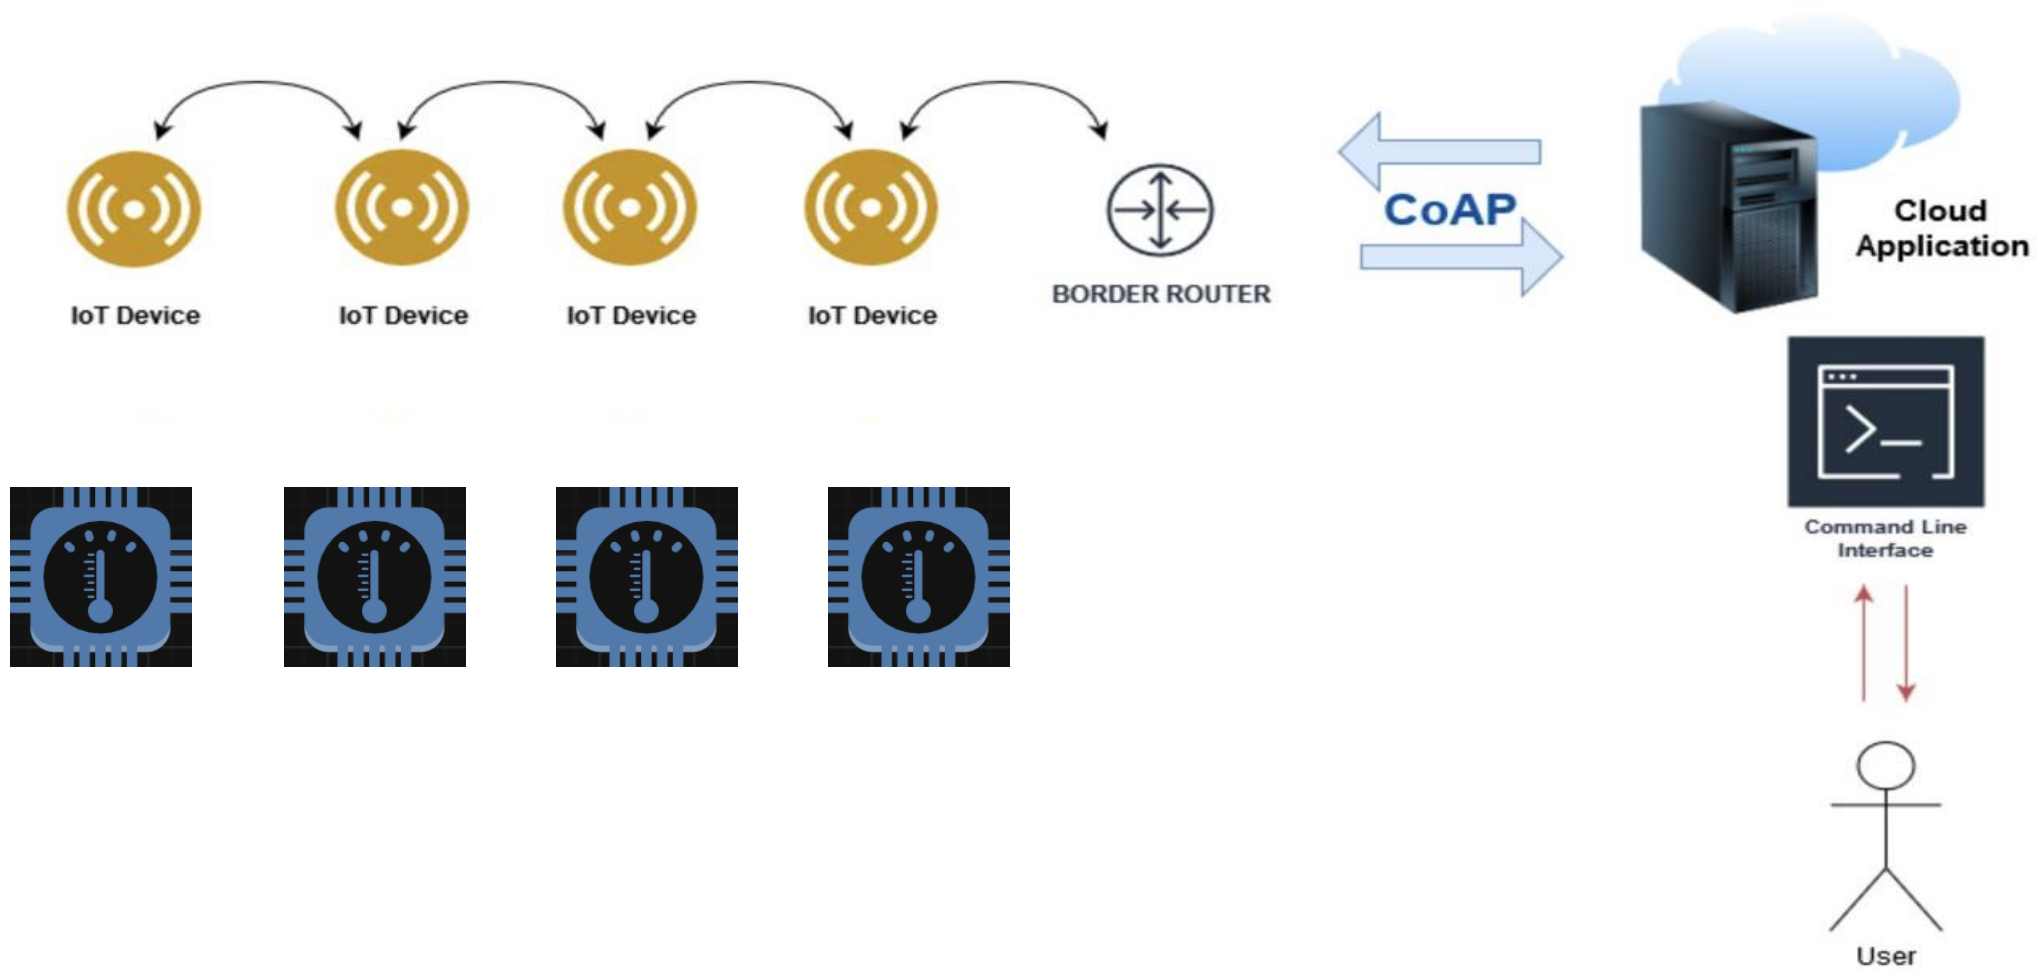 CoAP
Cloud
Application
IoT Device
IoT Device
IoT Device
IoT Device
BORDER ROUTER
Command Line
Interface
User